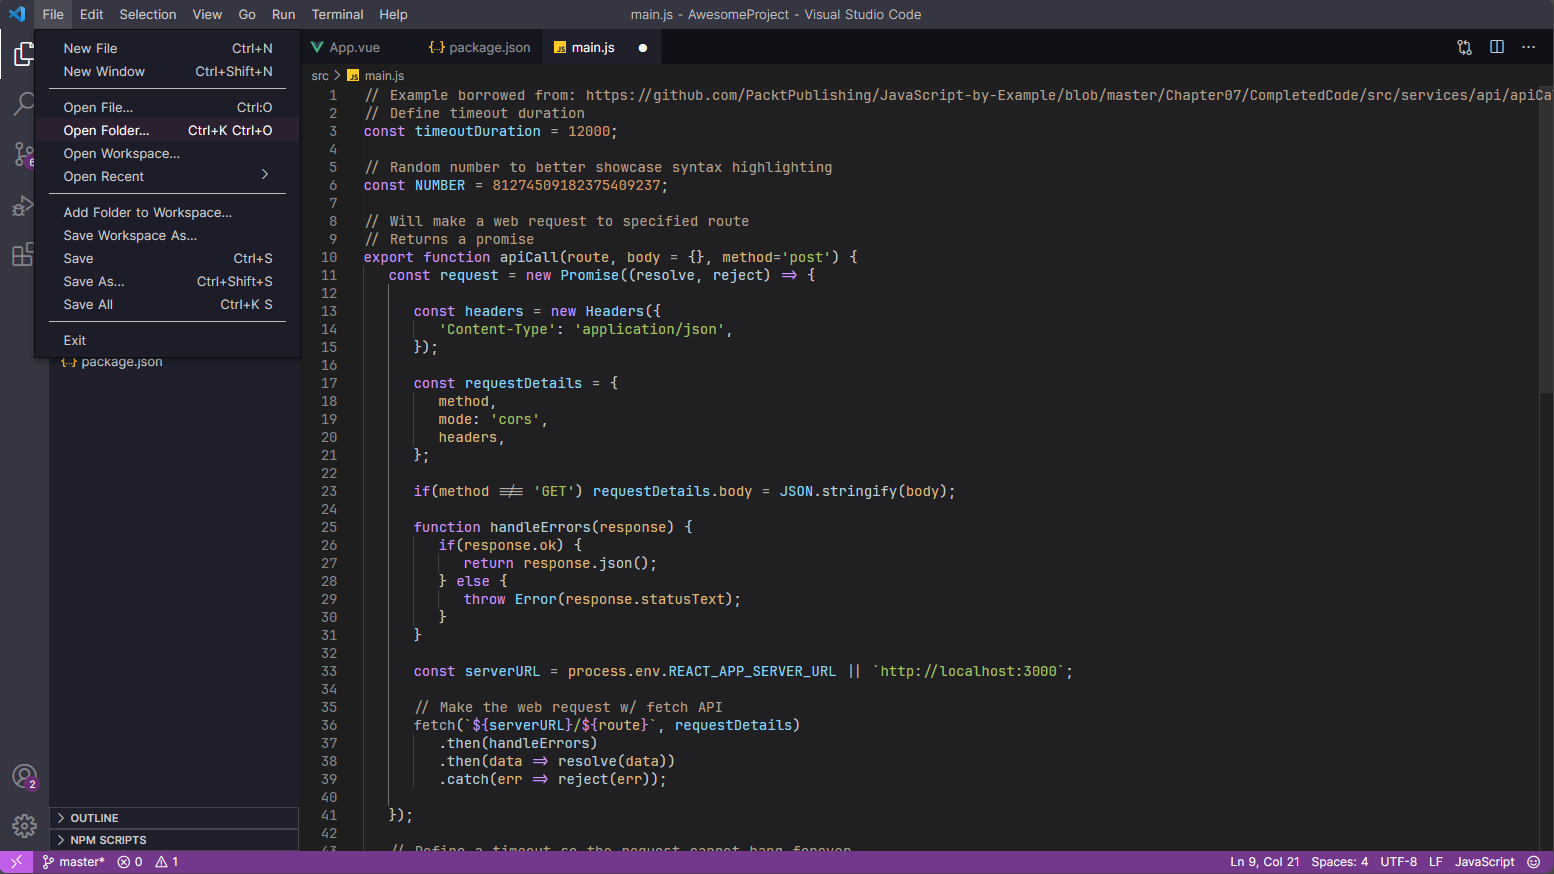 File Edit Selection View Go Run Terminal Help
main.js - AwesomeProject - Visual Studio Code
New File Ctrl+N
New Window Ctrl+Shift+N
Open File... Ctrl:O
Open Folder... Ctrl+K Ctrl+O
Open Workspace...
Open Recent
Add Folder to Workspace...
Save Workspace As...
Save Ctrl+S
Save As... Ctrl+Shift+S
Save All Ctrl+K S
Exit
6
{..} package.json
2
OUTLINE
NPM SCRIPTS
App.vue
{..} package.json
JS main.js
src > JS main.js
1 // Example borrowed from: https://github.com/PacktPublishing/JavaScript-by-Example/blob/master/Chapter07/CompletedCode/src/services/api/apiCa
2 // Define timeout duration
3 const timeoutDuration = 12000;
4
5 // Random number to better showcase syntax highlighting
6 const NUMBER = 81274509182375409237;
7
8 // Will make a web request to specified route
9 // Returns a promise
10 export function apiCall(route, body = {}, method='post') {
11 const request = new Promise((resolve, reject) => {
12
13 const headers = new Headers({
14 'Content-Type': 'application/json',
15 });
16
17 const requestDetails = {
18 method,
19 mode: 'cors',
20 headers,
21 };
22
23 if(method !== 'GET') requestDetails.body = JSON.stringify(body);
24
25 function handleErrors(response) {
26 if(response.ok) {
27 return response.json();
28 } else {
29 throw Error(response.statusText);
30 }
31 }
32
33 const serverURL = process.env.REACT_APP_SERVER_URL || `http://localhost:3000`;
34
35 // Make the web request w/ fetch API
36 fetch(`${serverURL}/${route}`, requestDetails)
37 .then(handleErrors)
38 .then(data => resolve(data))
39 .catch(err => reject(err));
40
41 });
42
43 // Define a timeout so the request cannot hang forever
master* 0 1
Ln 9, Col 21 Spaces: 4 UTF-8 LF JavaScript